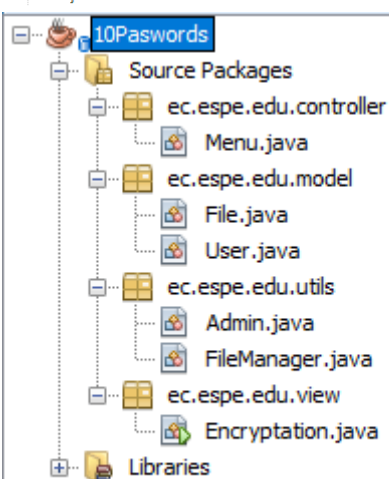 10Paswords
Source Packages
ec.espe.edu.controller
Menu.java
ec.espe.edu.model
File.java
User.java
ec.espe.edu.utils
Admin.java
FileManager.java
ec.espe.edu.view
Encryptation.java
Libraries